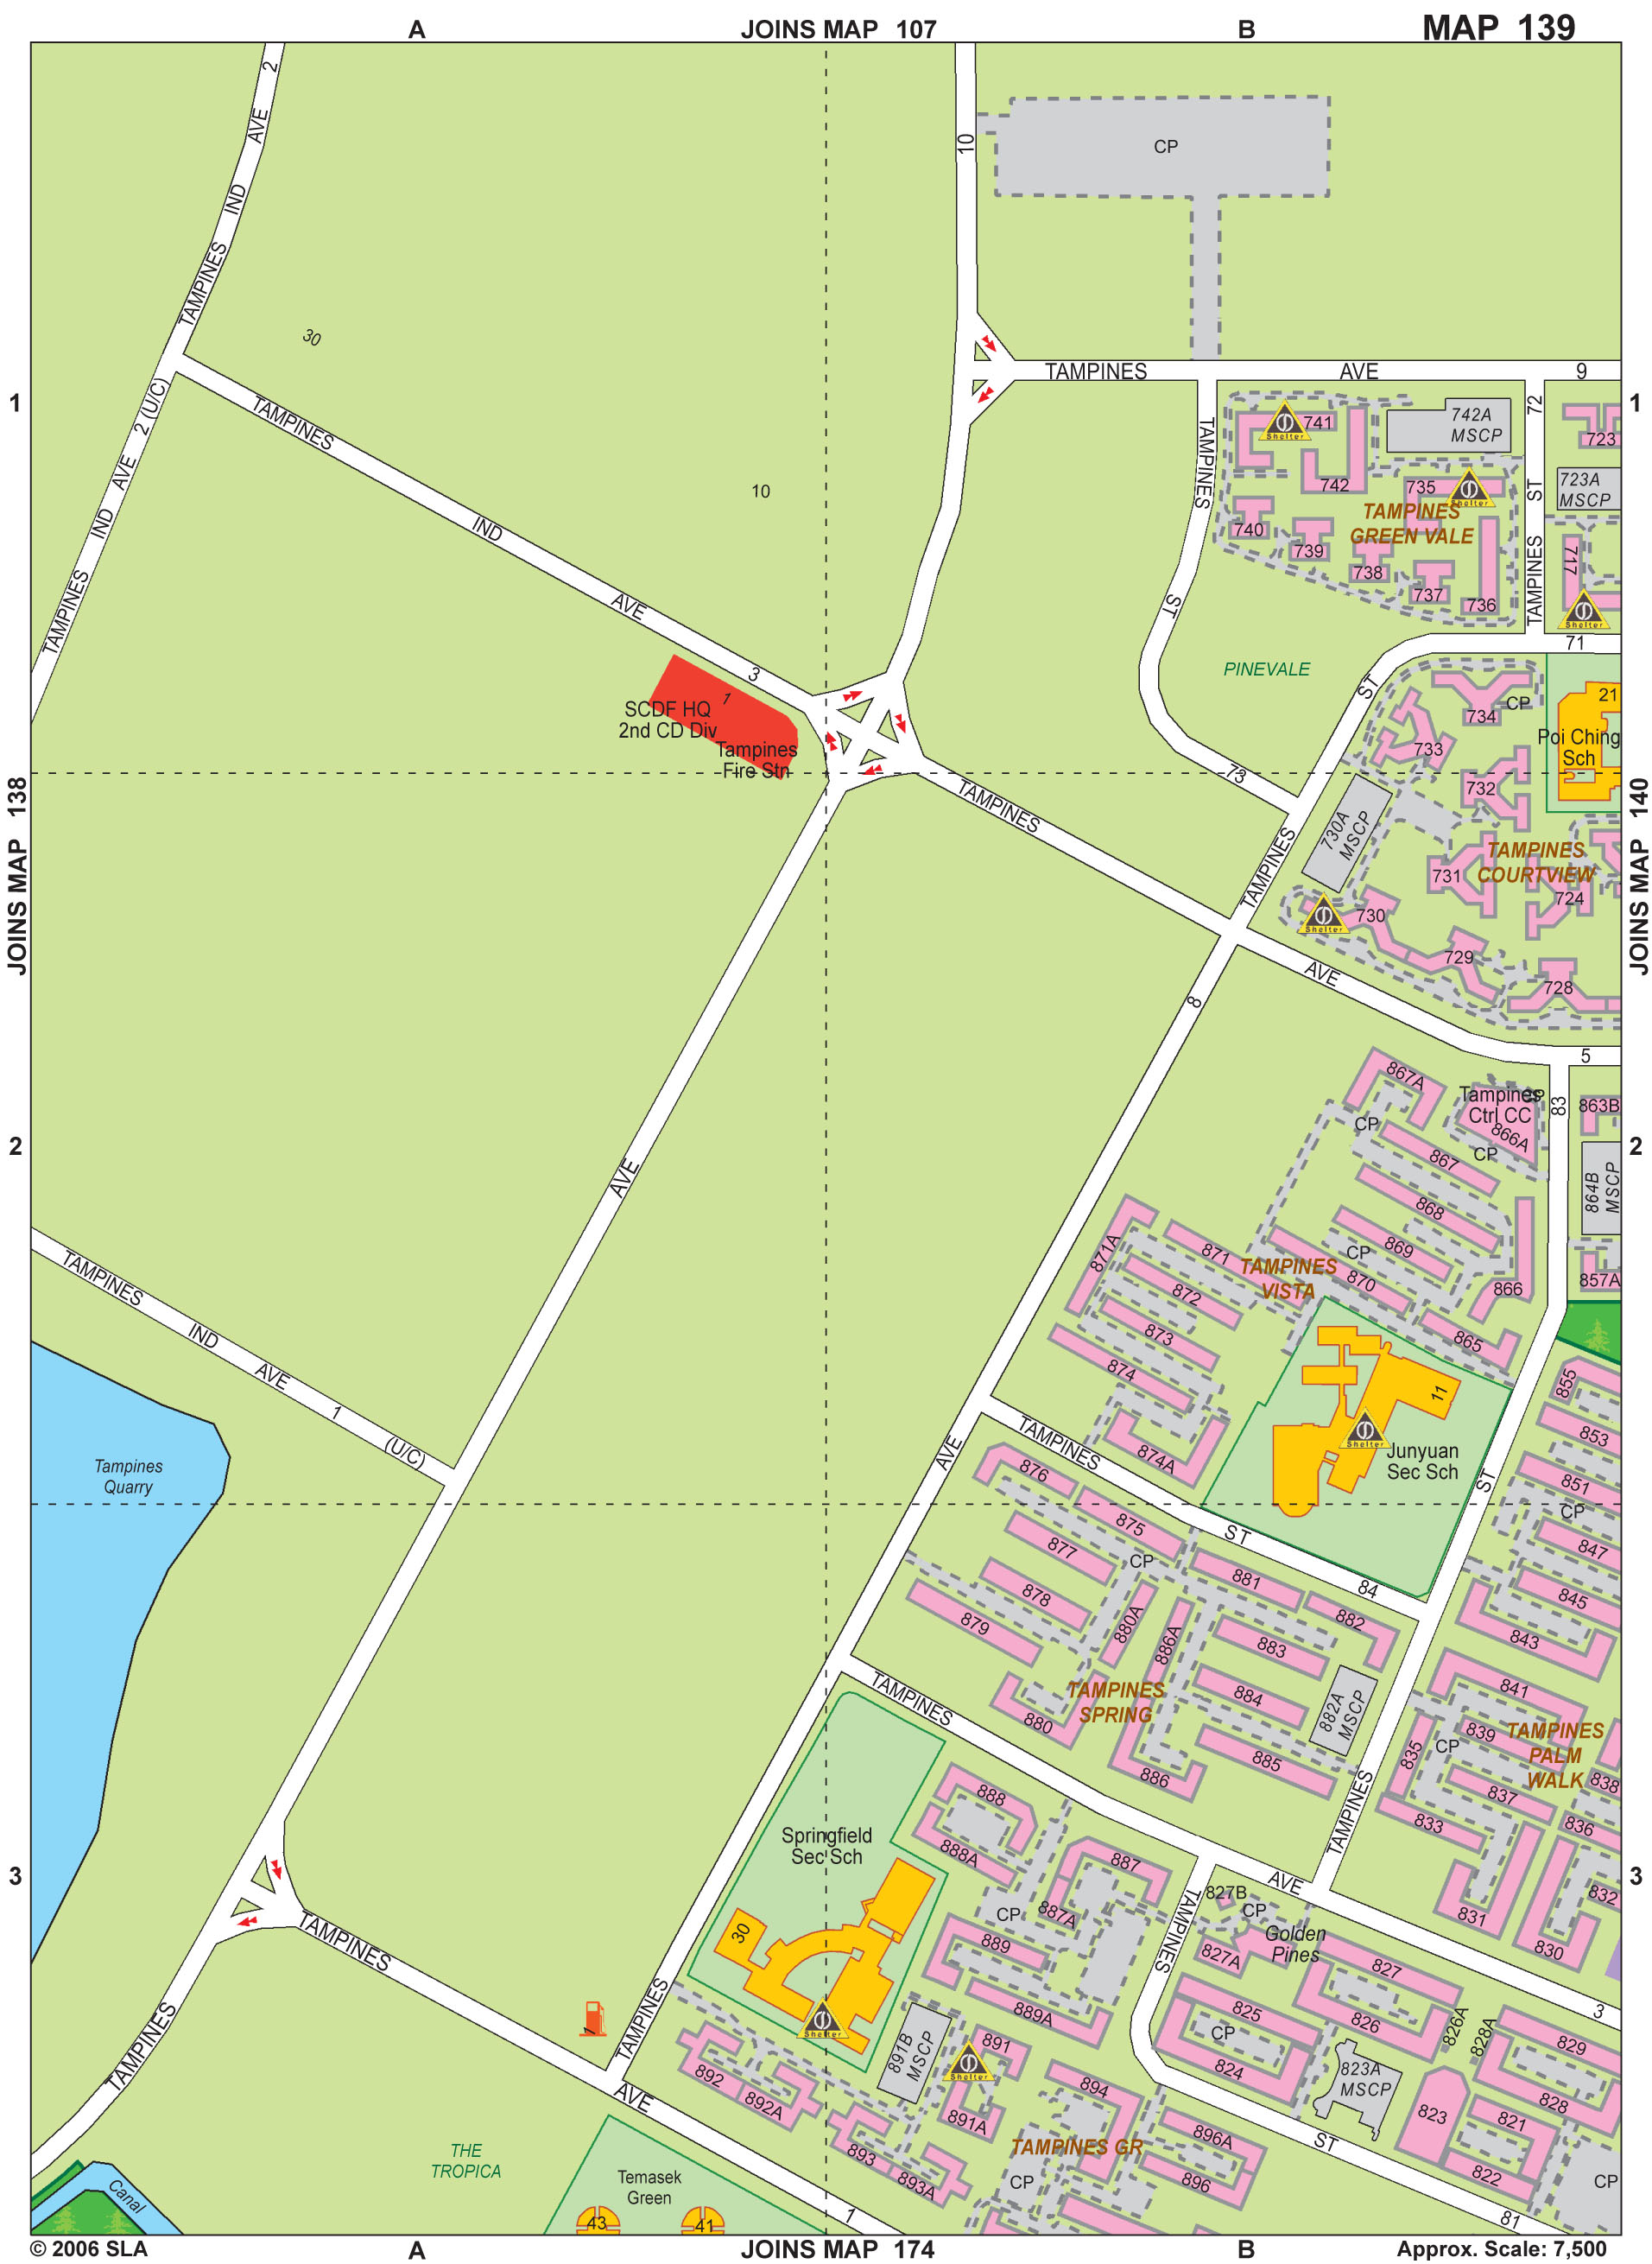 A
JOINS MAP 107
B
MAP 139
TAMPINES IND AVE 2
10
CP
30
TAMPINES AVE 9
1
1
TAMPINES IND AVE 2 (U/C)
TAMPINES IND AVE 3
10
TAMPINES ST 73
741
Shelter
742
742A
MSCP
72
TAMPINES ST
723
723A
MSCP
735
Shelter
TAMPINES
GREEN VALE
740
739
738
737
736
717
Shelter
71
PINEVALE
ST
734
CP
21
Poi Ching
Sch
733
1
SCDF HQ
2nd CD Div
Tampines
Fire Stn
732
730A
MSCP
JOINS MAP 138
JOINS MAP 140
TAMPINES
TAMPINES
AVE
5
731
TAMPINES
COURTVIEW
724
730
Shelter
729
728
8
867A
Tampines
Ctrl CC
866A
CP
CP
83
863B
2
2
867
868
864B
MSCP
AVE
871A
871
869
CP
870
TAMPINES
VISTA
866
857A
872
873
874
865
TAMPINES IND AVE 1 (U/C)
11
Shelter
Junyuan
Sec Sch
855
853
851
Tampines
Quarry
AVE
TAMPINES ST 84
874A
876
875
877
CP
ST
CP
847
878
881
845
879
880A
886A
882
883
843
TAMPINES
TAMPINES
SPRING
884
882A
MSCP
841
880
885
886
835
CP
839
TAMPINES
PALM
WALK
838
837
833
836
Springfield
Sec Sch
888
888A
887
887A
TAMPINES
AVE
3
3
3
827B
CP
Golden
Pines
827A
831
832
830
30
Shelter
CP
889
889A
TAMPINES
827
825
CP
826
826A
828A
829
TAMPINES
TAMPINES
1
TAMPINES
AVE
1
891B
MSCP
891
Shelter
891A
892
892A
893
893A
894
TAMPINES GR
CP
896A
896
824
823A
MSCP
823
821
828
822
CP
ST
81
THE
TROPICA
Temasek
Green
43
41
Canal
© 2006 SLA
A
JOINS MAP 174
B
Approx. Scale: 7,500